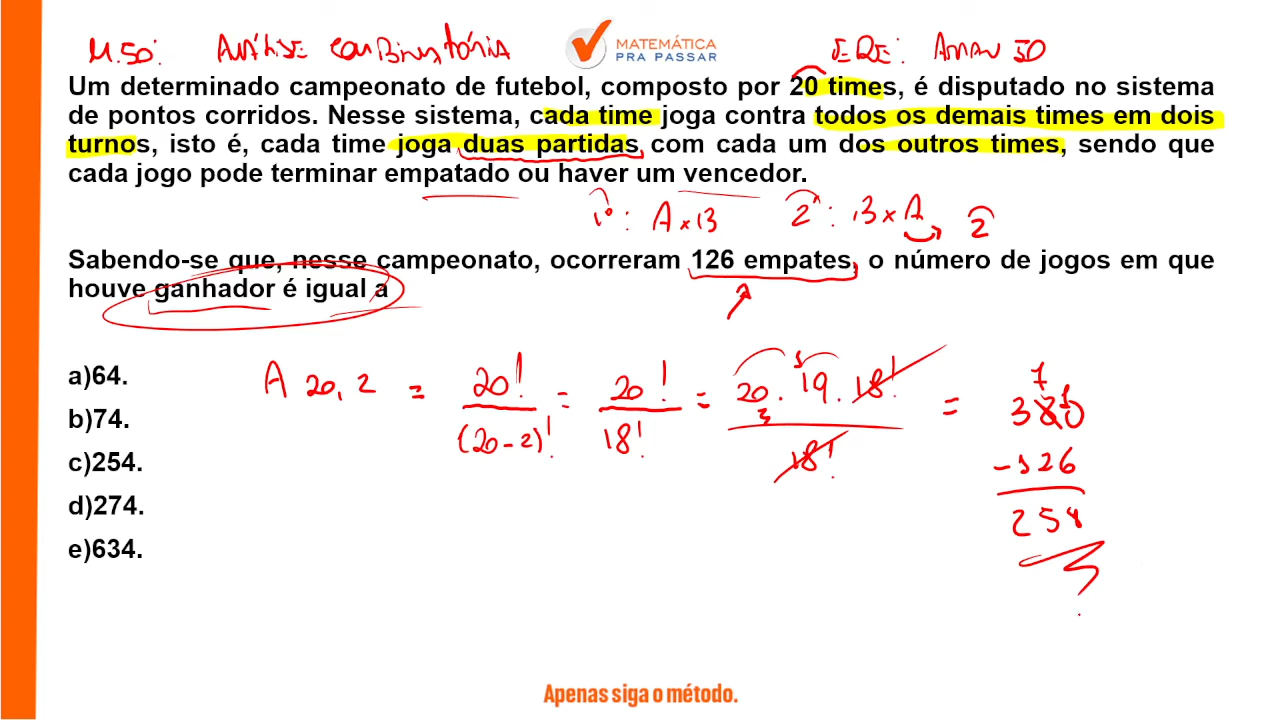 M.50: ANÁLISE COMBINATÓRIA
MATEMÁTICA
PRA PASSAR
Um determinado campeonato de futebol, composto por 20 times, é disputado no sistema
de pontos corridos. Nesse sistema, cada time joga contra todos os demais times em dois
turnos, isto é, cada time joga duas partidas com cada um dos outros times, sendo que
cada jogo pode terminar empatado ou haver um vencedor.
1º: A x B 2º: B x A 2
Sabendo-se que, nesse campeonato, ocorreram 126 empates, o número de jogos em que
houve ganhador é igual a
a)64.
b)74.
c)254.
d)274.
e)634.
A 20, 2 = 20! / (20-2)! = 20! / 18! = 20 . 19 . 18! / 18! = 380
-126
254
Apenas siga o método.